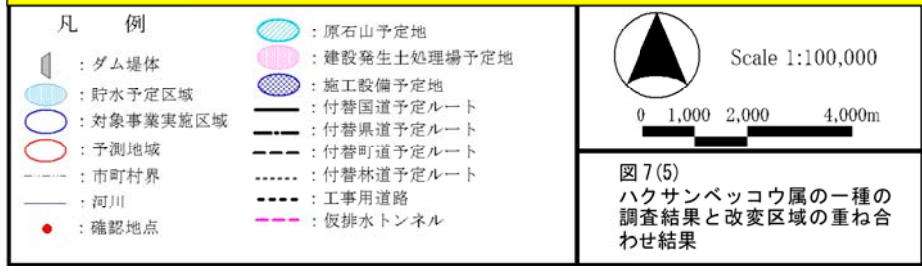 凡 例
：ダム堤体
：貯水予定区域
：対象事業実施区域
：予測地域
：市町村界
：河川
：確認地点
：原石山予定地
：建設発生土処理場予定地
：施工設備予定地
：付替国道予定ルート
：付替県道予定ルート
：付替町道予定ルート
：付替林道予定ルート
：工事用道路
：仮排水トンネル
Scale 1:100,000
0 1,000 2,000 4,000m
図 7(5)
ハクサンベッコウ属の一種の
調査結果と改変区域の重ね合
わせ結果